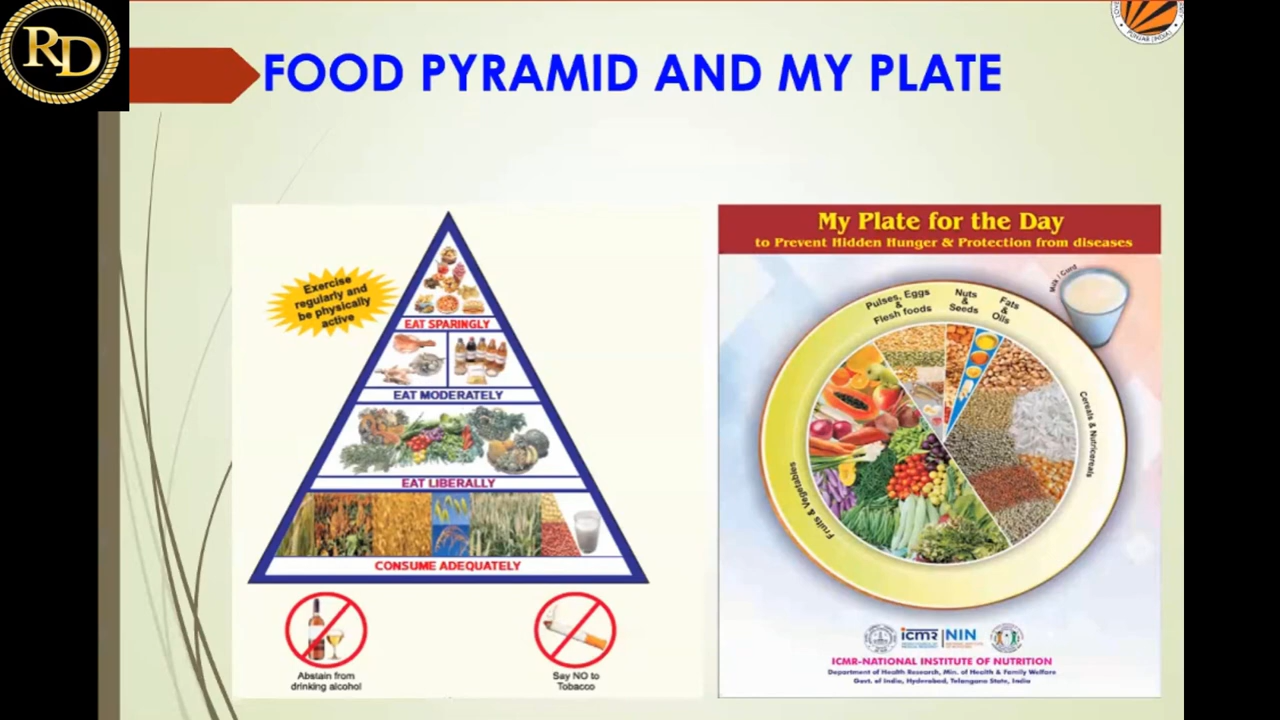 RD
PUNJAB (INDIA)
FOOD PYRAMID AND MY PLATE
Exercise
regularly and
be physically
active
EAT SPARINGLY
EAT MODERATELY
EAT LIBERALLY
CONSUME ADEQUATELY
Abstain from
drinking alcohol
Say NO to
Tobacco
My Plate for the Day
to Prevent Hidden Hunger & Protection from diseases
Pulses, Eggs
&
Flesh foods
Nuts
&
Seeds
Fats
&
Oils
Milk / Curd
Cereals & Nutricereals
Fruits & Vegetables
icmr NIN
ICMR-NATIONAL INSTITUTE OF NUTRITION
Department of Health Research, Min. of Health & Family Welfare
Govt. of India, Hyderabad, Telangana State, India